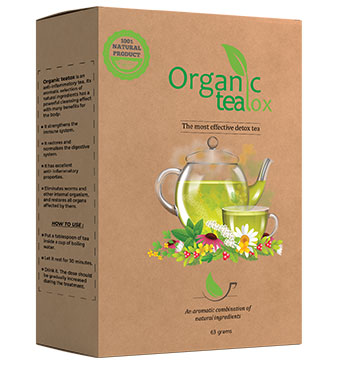 100%
NATURAL
PRODUCT
Organic teatox is an
anti-inflammatory tea. Its
aromatic selection of
natural ingredients has a
powerful cleansing effect
with many benefits for
the body:
It strengthens the
immune system.
It restores and
normalizes the digestive
system.
It has excellent
anti-inflammatory
properties.
Eliminates worms and
other internal organism,
and restores all organs
affected by them.
HOW TO USE:
Put a tablespoon of tea
inside a cup of boiling
water.
Let it rest for 30 minutes.
Drink it. The dose should
be gradually increased
during the treatment.
Organic
teatox
The most effective detox tea
An aromatic combination of
natural ingredients
63 grams